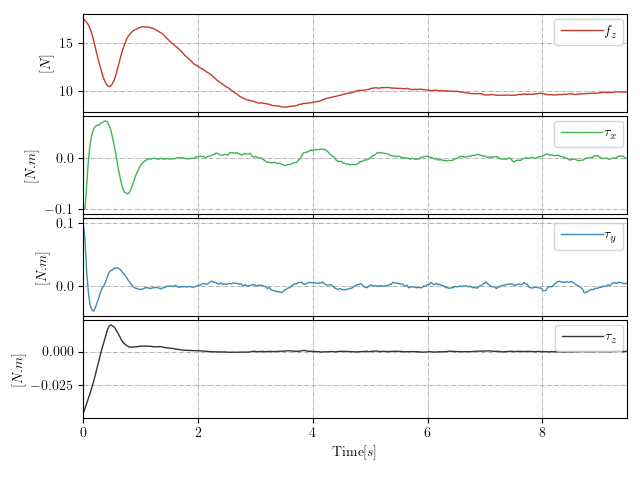 15
10
[N]
f_z
0.0
−0.1
[N.m]
τ_x
0.1
0.0
[N.m]
τ_y
0.000
−0.025
[N.m]
τ_z
0 2 4 6 8
Time[s]